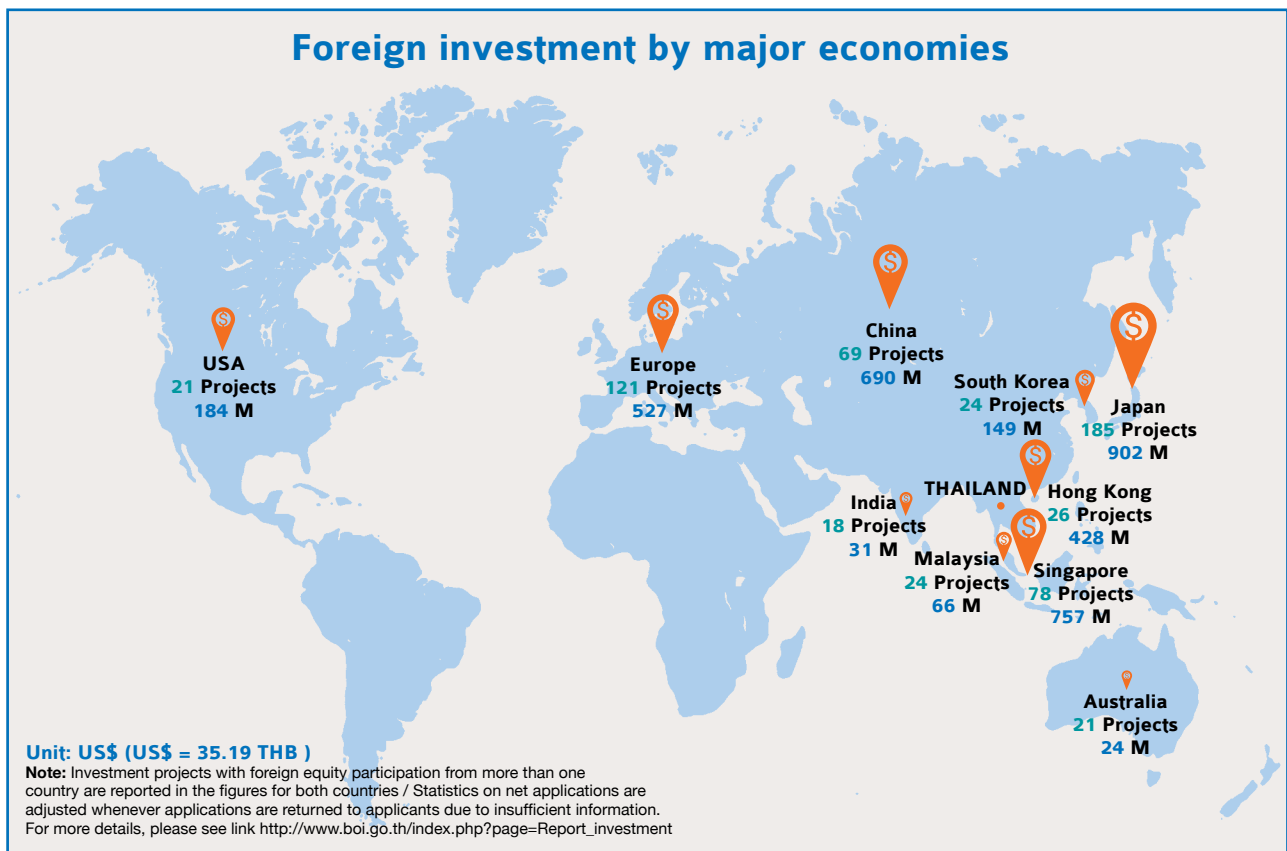 Foreign investment by major economies
USA
21 Projects
184 M
Europe
121 Projects
527 M
China
69 Projects
690 M
South Korea
24 Projects
149 M
Japan
185 Projects
902 M
THAILAND
Hong Kong
26 Projects
428 M
India
18 Projects
31 M
Malaysia
24 Projects
66 M
Singapore
78 Projects
757 M
Australia
21 Projects
24 M
Unit: US$ (US$ = 35.19 THB )
Note: Investment projects with foreign equity participation from more than one
country are reported in the figures for both countries / Statistics on net applications are
adjusted whenever applications are returned to applicants due to insufficient information.
For more details, please see link http://www.boi.go.th/index.php?page=Report_investment